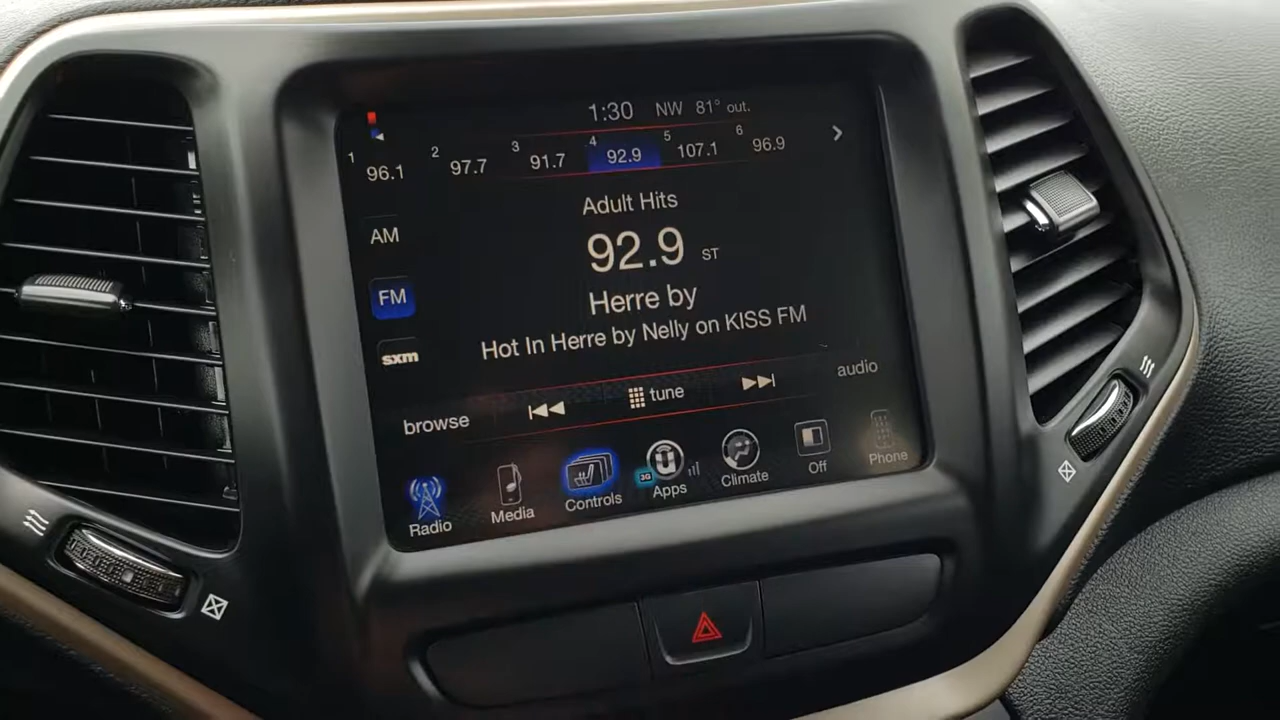 1:30 NW 81° out.
1 96.1 2 97.7 3 91.7 4 92.9 5 107.1 6 96.9
Adult Hits
AM
92.9 ST
FM
Herre by
Hot In Herre by Nelly on KISS FM
sxm
browse tune audio
Radio Media Controls 3G Apps Climate Off Phone